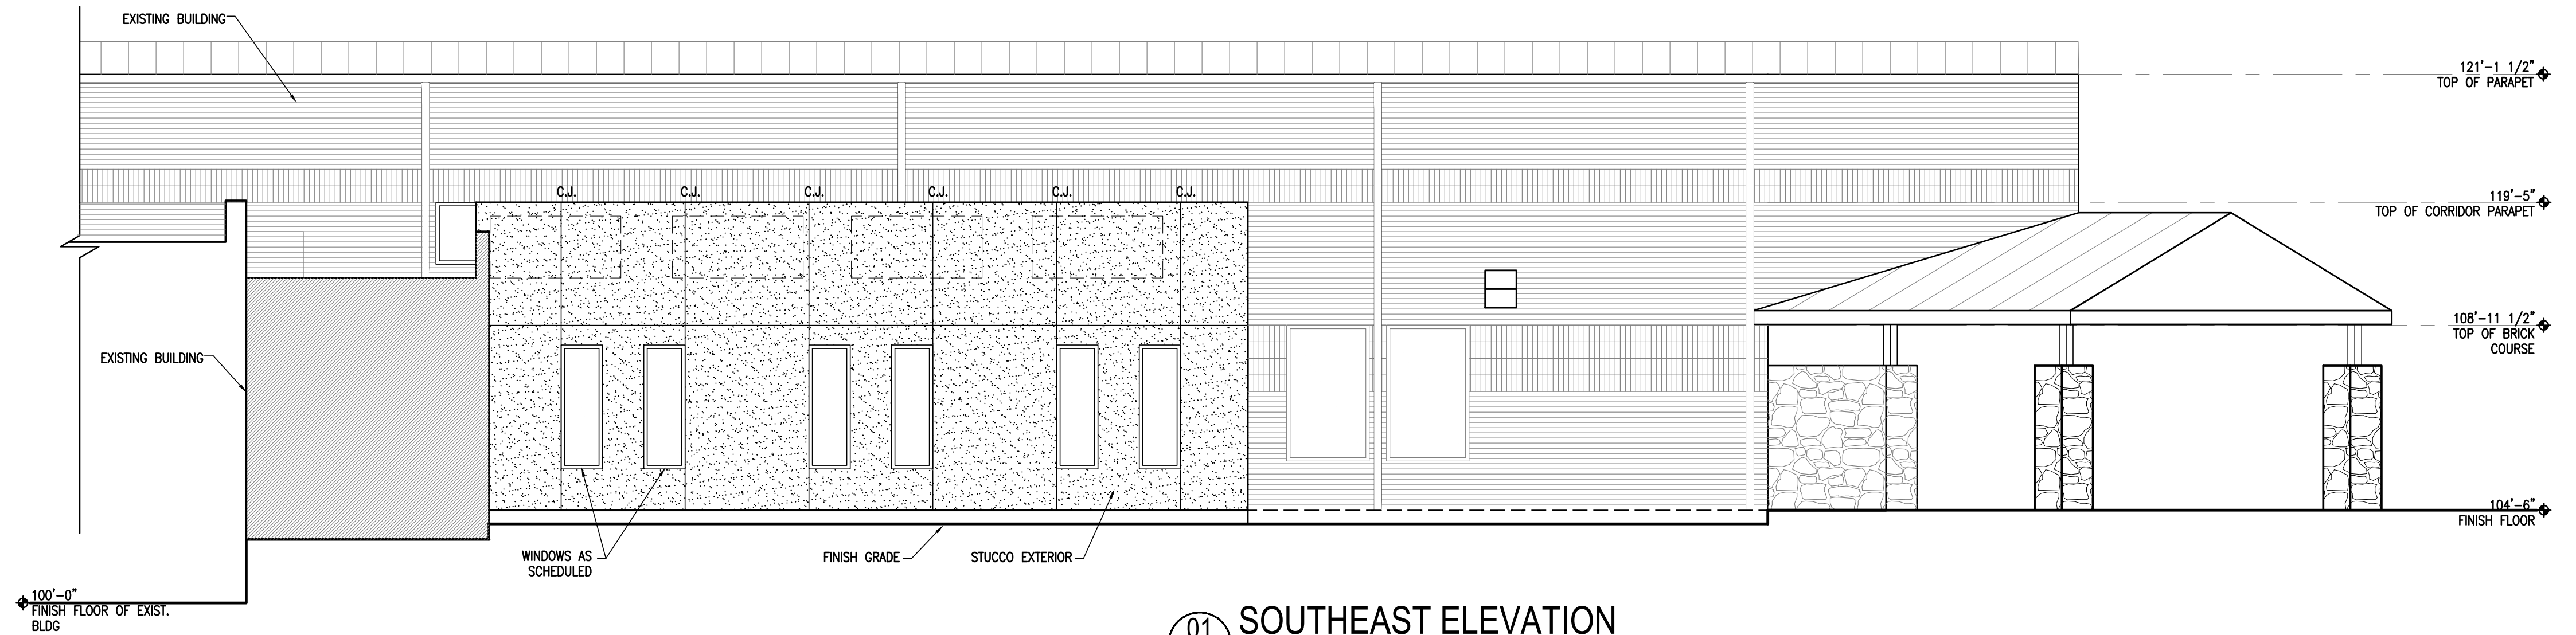 EXISTING BUILDING
121'-1 1/2"
TOP OF PARAPET
C.J.
C.J.
C.J.
C.J.
C.J.
C.J.
119'-5"
TOP OF CORRIDOR PARAPET
108'-11 1/2"
TOP OF BRICK
COURSE
EXISTING BUILDING
104'-6"
FINISH FLOOR
WINDOWS AS
SCHEDULED
FINISH GRADE
STUCCO EXTERIOR
100'-0"
FINISH FLOOR OF EXIST.
BLDG
01
SOUTHEAST ELEVATION